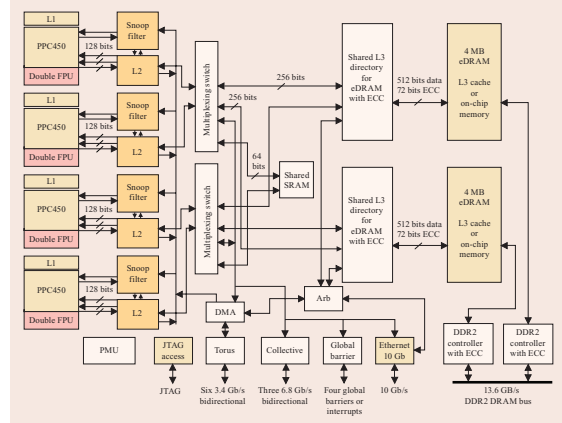 L1
PPC450
Double FPU
128 bits
Snoop
filter
L2
L1
PPC450
Double FPU
128 bits
Snoop
filter
L2
L1
PPC450
Double FPU
128 bits
Snoop
filter
L2
L1
PPC450
Double FPU
128 bits
Snoop
filter
L2
Multiplexing switch
Multiplexing switch
256 bits
256 bits
64
bits
Shared
SRAM
Shared L3
directory
for
eDRAM
with ECC
512 bits data
72 bits ECC
4 MB
eDRAM
L3 cache
or
on-chip
memory
Shared L3
directory
for
eDRAM
with ECC
512 bits data
72 bits ECC
4 MB
eDRAM
L3 cache
or
on-chip
memory
DMA
Arb
PMU
JTAG
access
Torus
Collective
Global
barrier
Ethernet
10 Gb
DDR2
controller
with ECC
DDR2
controller
with ECC
JTAG
Six 3.4 Gb/s
bidirectional
Three 6.8 Gb/s
bidirectional
Four global
barriers or
interrupts
10 Gb/s
13.6 GB/s
DDR2 DRAM bus